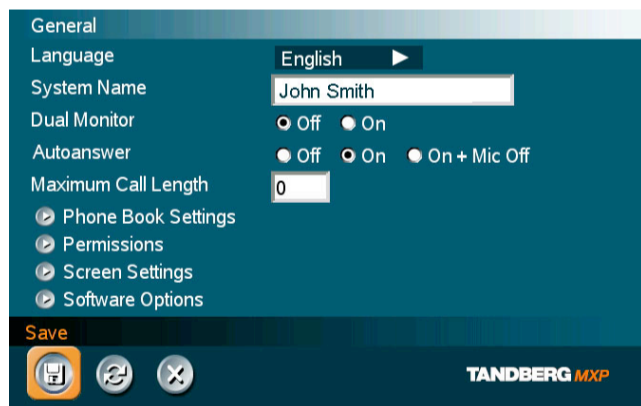 General
Language English
System Name John Smith
Dual Monitor Off On
Autoanswer Off On On + Mic Off
Maximum Call Length 0
Phone Book Settings
Permissions
Screen Settings
Software Options
Save
TANDBERG MXP